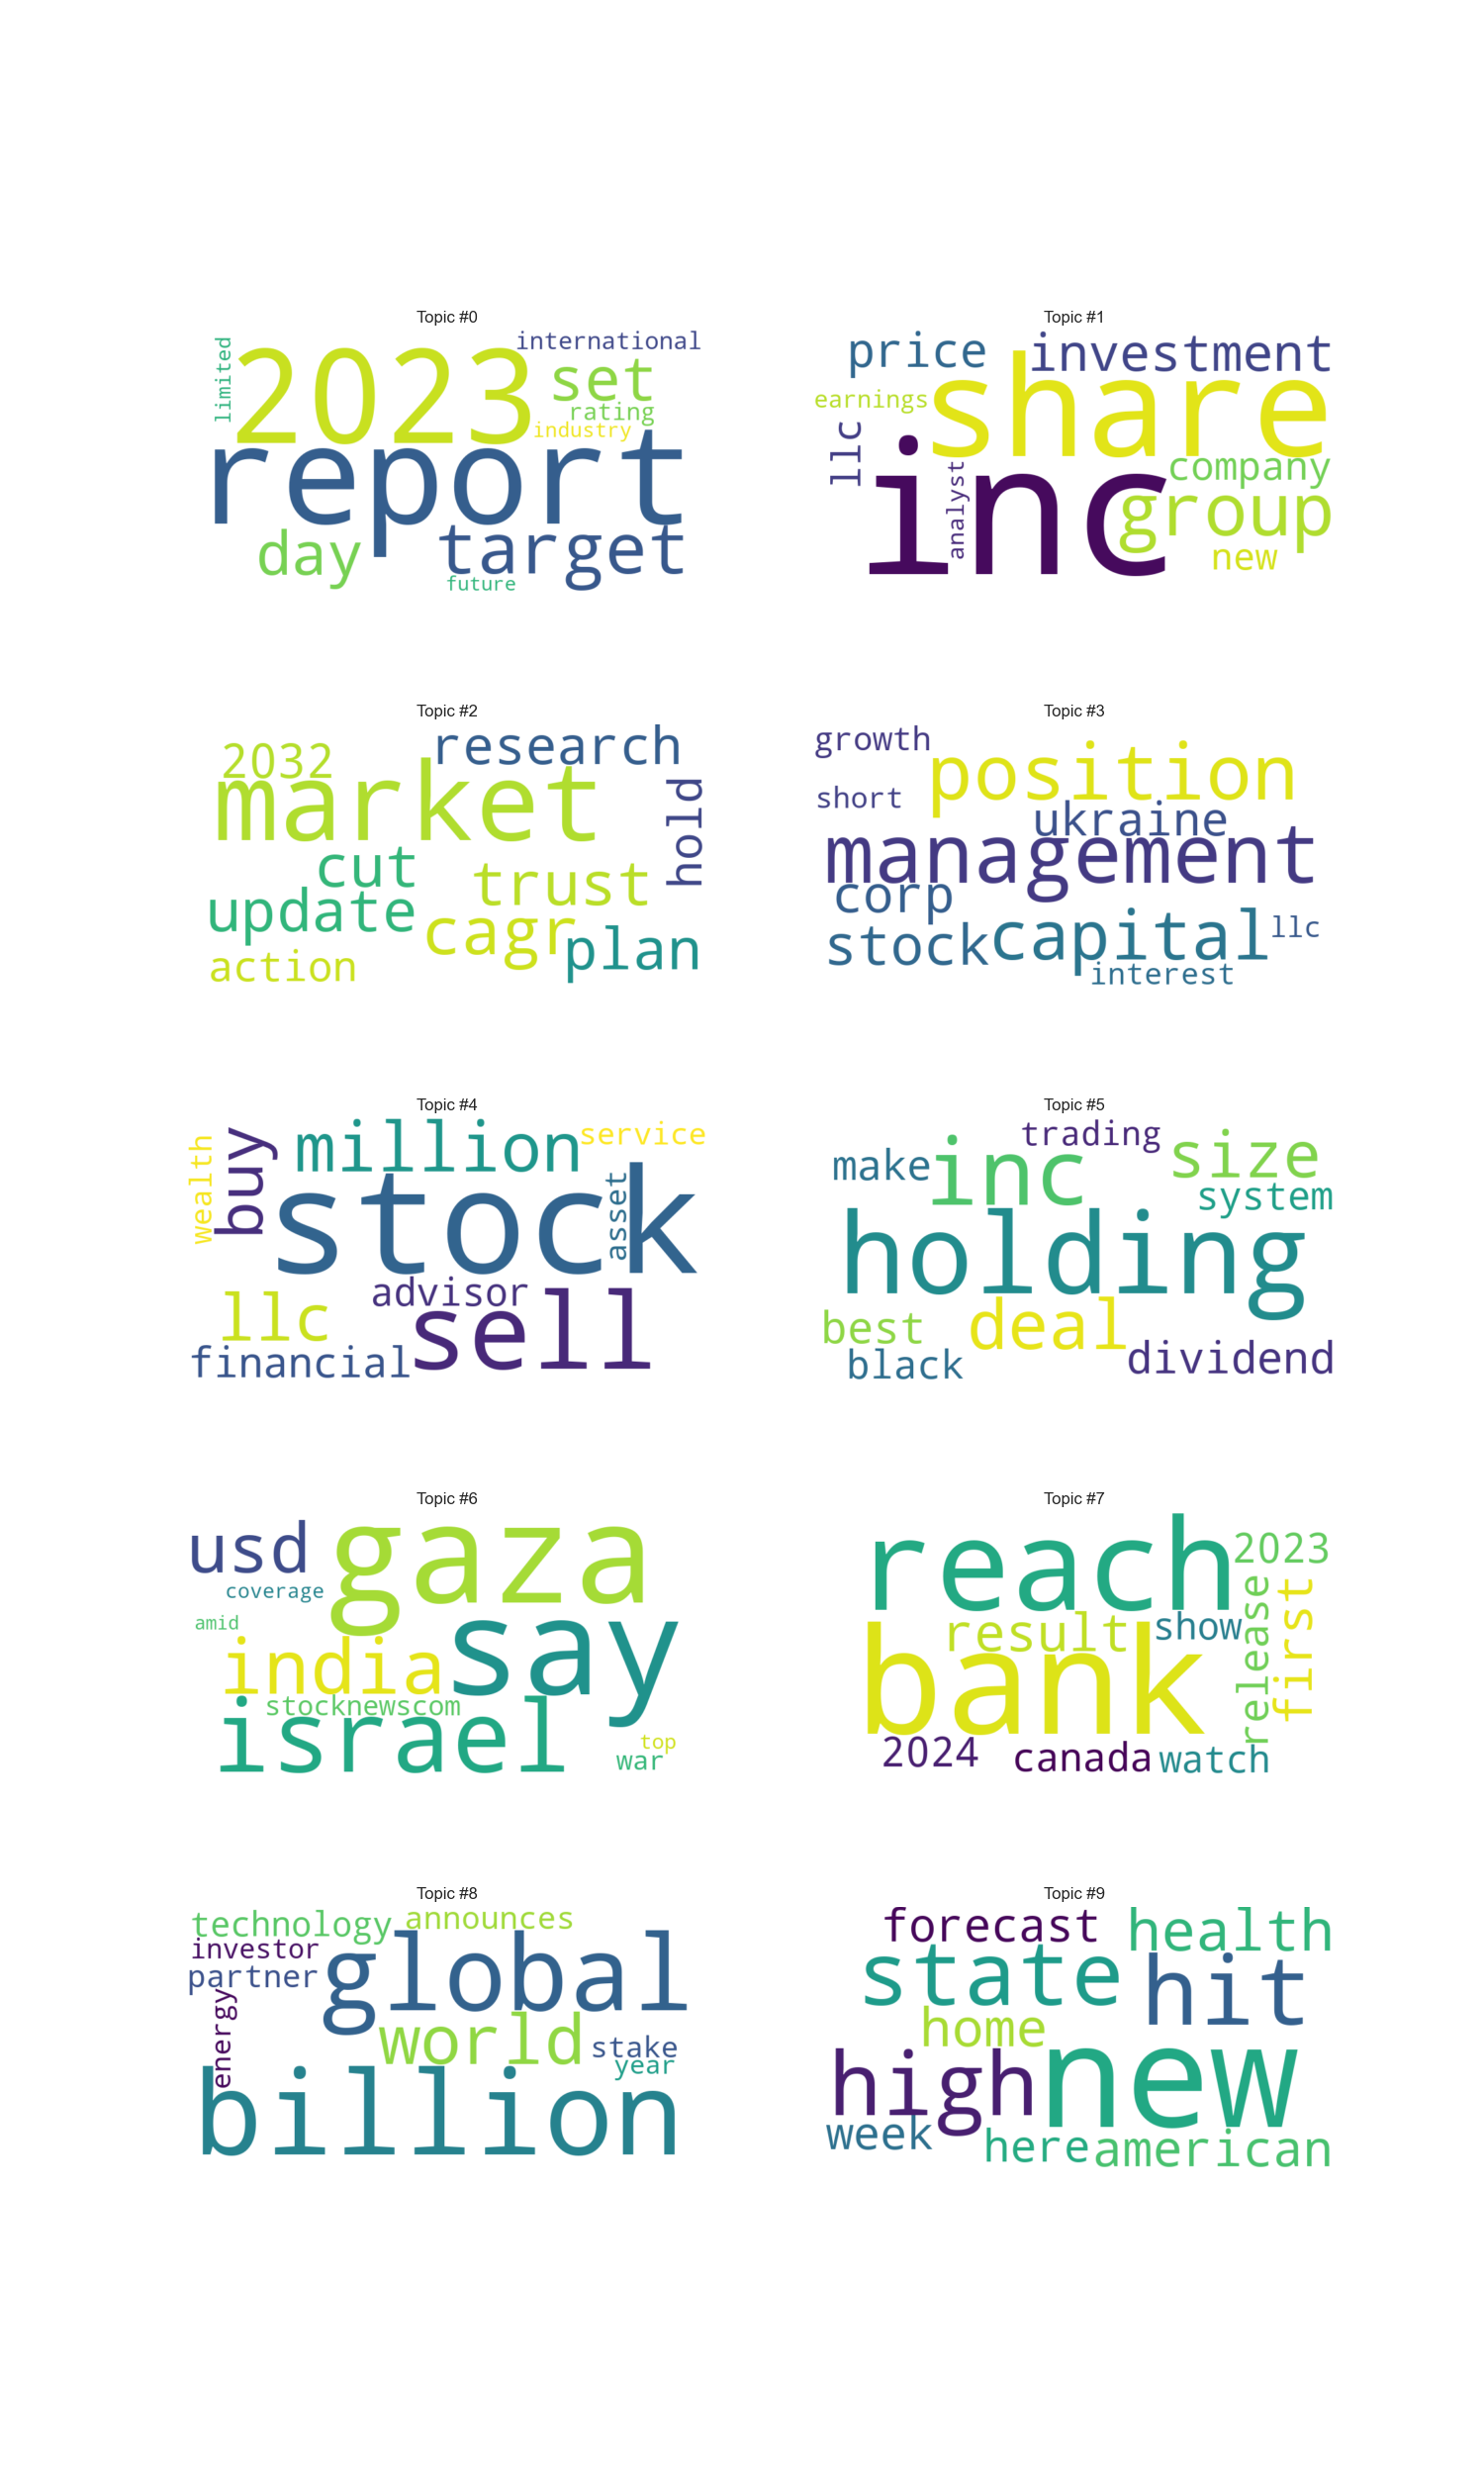 Topic #0
limited
2023
international
set
rating
industry
report
day
target
future
Topic #1
price
investment
earnings
share
llc
inc
analyst
company
group
new
Topic #2
2032
research
market
hold
cut
trust
update
cagr
plan
action
Topic #3
growth
position
short
ukraine
management
corp
stock
capital
llc
interest
Topic #4
wealth
buy
million
service
stock
asset
advisor
llc
sell
financial
Topic #5
trading
make
inc
size
system
holding
best
deal
black
dividend
Topic #6
usd
gaza
coverage
amid
say
india
stocknewscom
israel
top
war
Topic #7
reach
2023
result
show
release
first
bank
2024
canada
watch
Topic #8
technology
announces
investor
partner
global
energy
world
stake
year
billion
Topic #9
forecast
health
state
hit
home
high
new
week
here
american